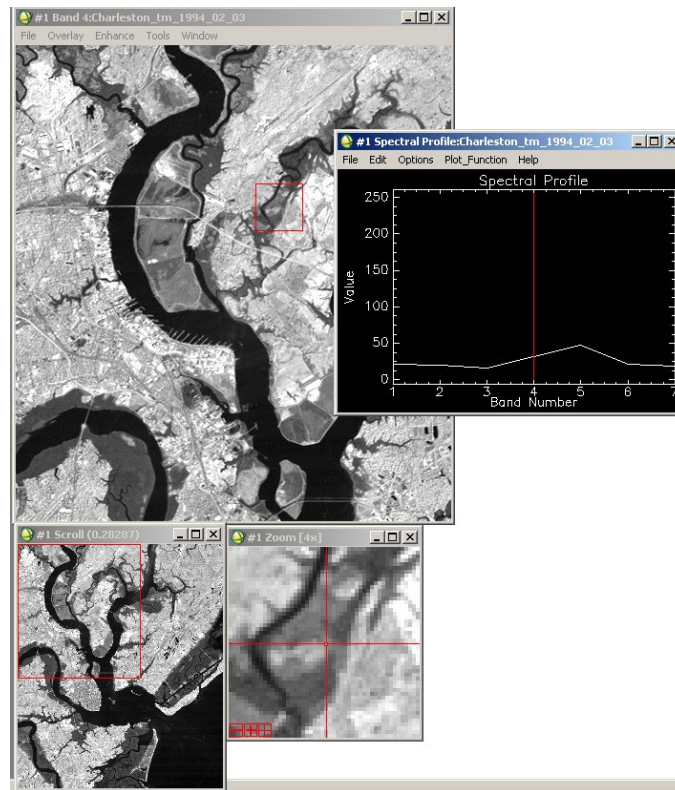 #1 Band 4:Charleston_tm_1994_02_03
File Overlay Enhance Tools Window
#1 Spectral Profile:Charleston_tm_1994_02_03
File Edit Options Plot_Function Help
Spectral Profile
250
200
150
100
50
0
Value
1 2 3 4 5 6 7
Band Number
#1 Scroll (0.28207)
#1 Zoom [4x]